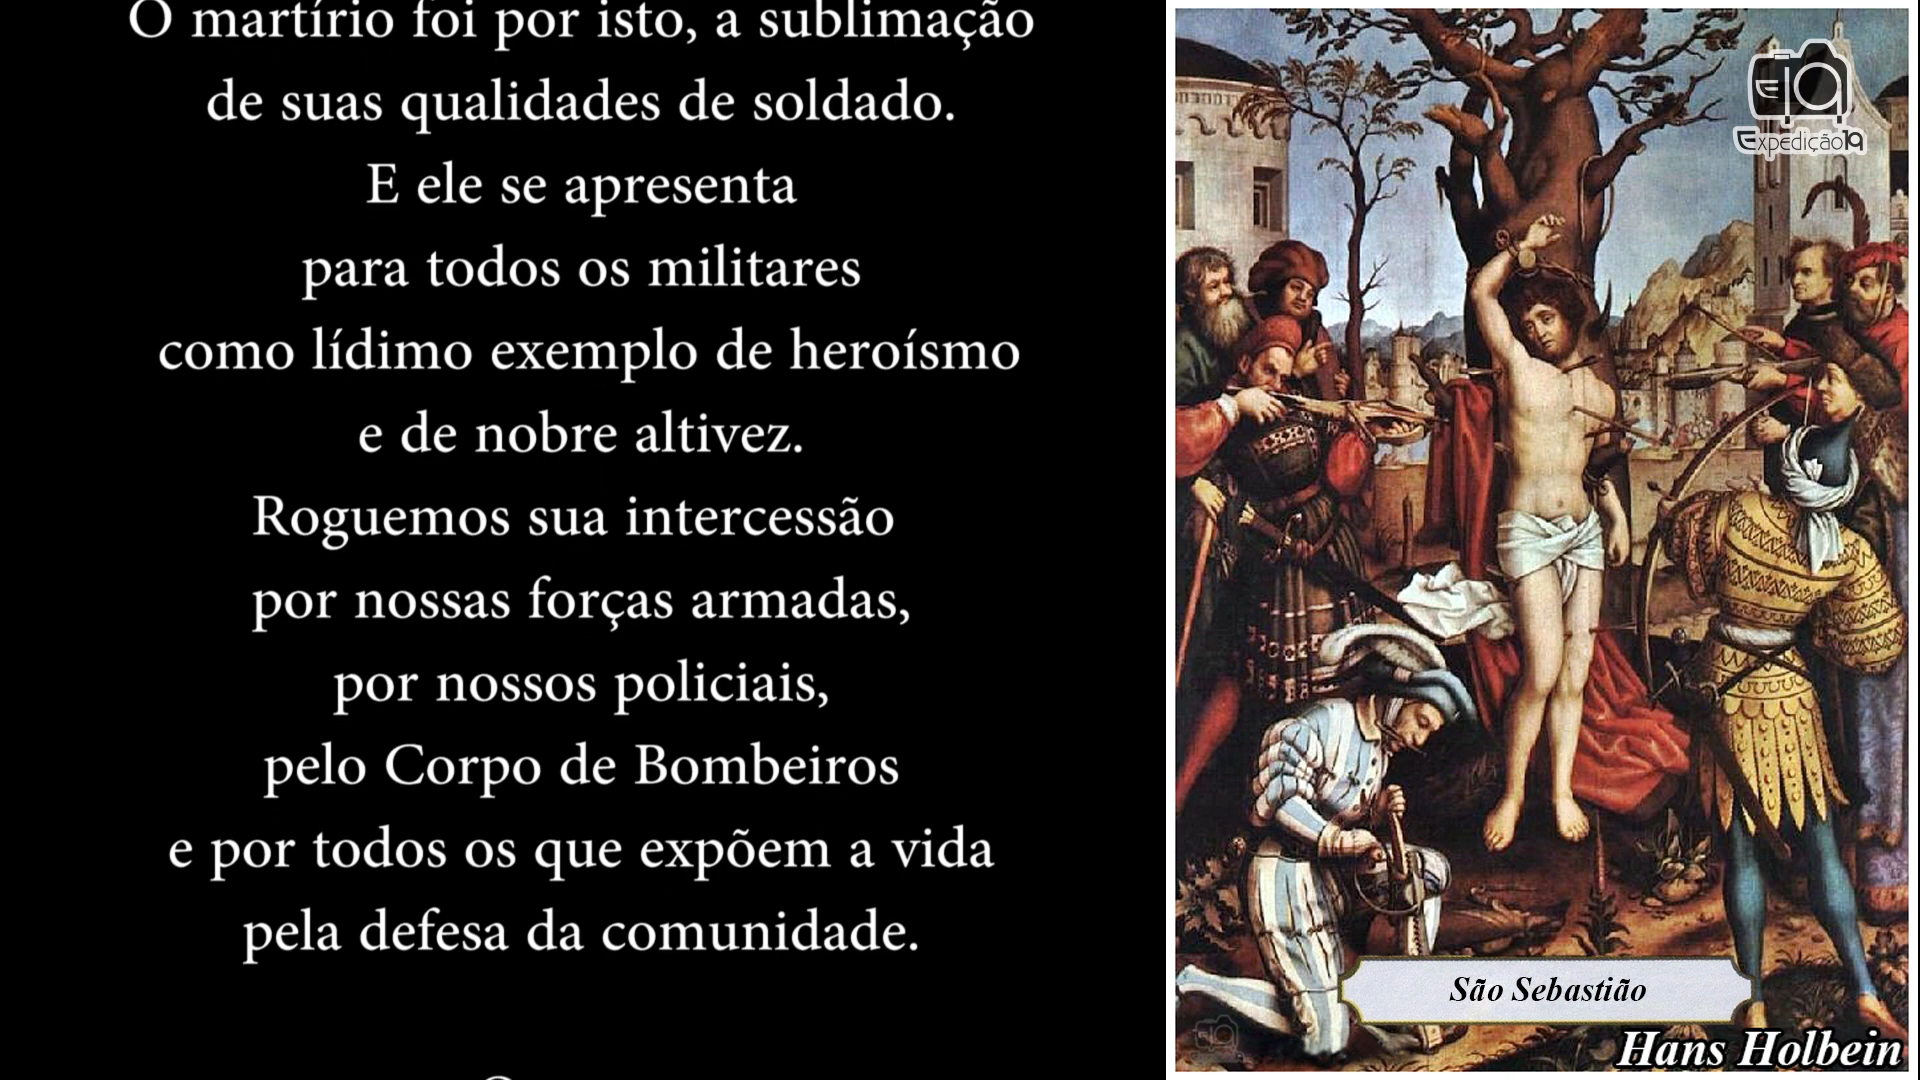 O martírio foi por isto, a sublimação
de suas qualidades de soldado.
E ele se apresenta
para todos os militares
como lídimo exemplo de heroísmo
e de nobre altivez.
Roguemos sua intercessão
por nossas forças armadas,
por nossos policiais,
pelo Corpo de Bombeiros
e por todos os que expõem a vida
pela defesa da comunidade.
Expedição19
São Sebastião
Hans Holbein